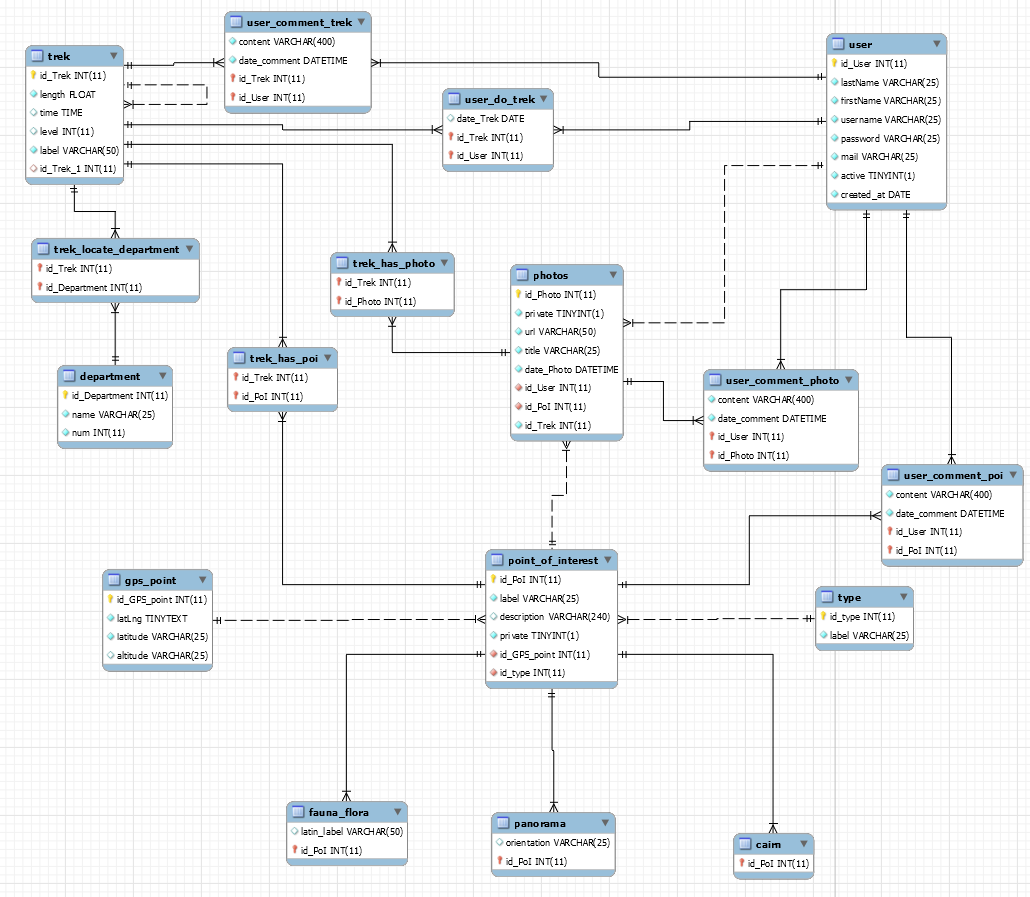 user_comment_trek
content VARCHAR(400)
date_comment DATETIME
id_Trek INT(11)
id_User INT(11)
trek
id_Trek INT(11)
length FLOAT
time TIME
level INT(11)
label VARCHAR(50)
id_Trek_1 INT(11)
user_do_trek
date_Trek DATE
id_Trek INT(11)
id_User INT(11)
user
id_User INT(11)
lastName VARCHAR(25)
firstName VARCHAR(25)
username VARCHAR(25)
password VARCHAR(25)
mail VARCHAR(25)
active TINYINT(1)
created_at DATE
trek_locate_department
id_Trek INT(11)
id_Department INT(11)
trek_has_photo
id_Trek INT(11)
id_Photo INT(11)
photos
id_Photo INT(11)
private TINYINT(1)
url VARCHAR(50)
title VARCHAR(25)
date_Photo DATETIME
id_User INT(11)
id_PoI INT(11)
id_Trek INT(11)
department
id_Department INT(11)
name VARCHAR(25)
num INT(11)
trek_has_poi
id_Trek INT(11)
id_PoI INT(11)
user_comment_photo
content VARCHAR(400)
date_comment DATETIME
id_User INT(11)
id_Photo INT(11)
user_comment_poi
content VARCHAR(400)
date_comment DATETIME
id_User INT(11)
id_PoI INT(11)
gps_point
id_GPS_point INT(11)
latLng TINYTEXT
latitude VARCHAR(25)
altitude VARCHAR(25)
point_of_interest
id_PoI INT(11)
label VARCHAR(25)
description VARCHAR(240)
private TINYINT(1)
id_GPS_point INT(11)
id_type INT(11)
type
id_type INT(11)
label VARCHAR(25)
fauna_flora
latin_label VARCHAR(50)
id_PoI INT(11)
panorama
orientation VARCHAR(25)
id_PoI INT(11)
cairn
id_PoI INT(11)